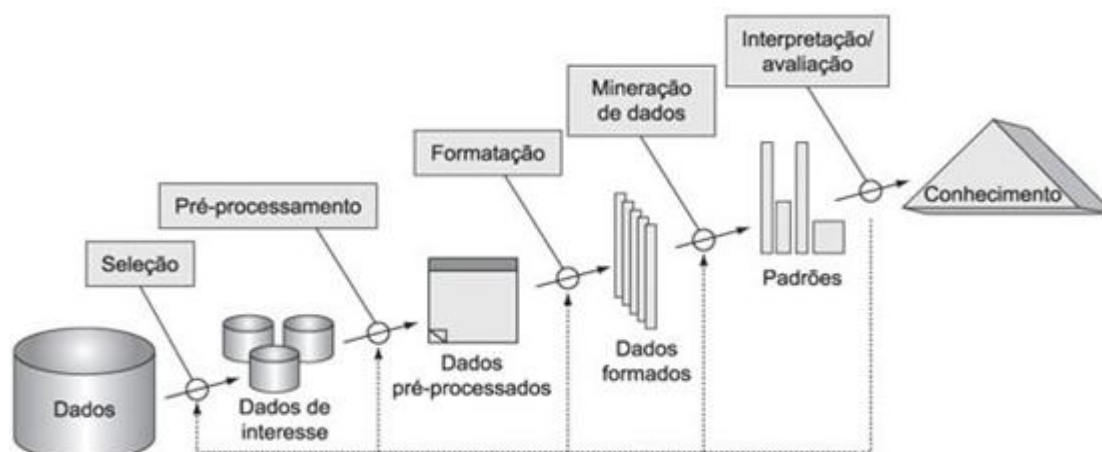 Interpretação/
avaliação
Mineração
de dados
Formatação
Pré-processamento
Seleção
Dados
Dados de
interesse
Dados
pré-processados
Dados
formados
Padrões
Conhecimento